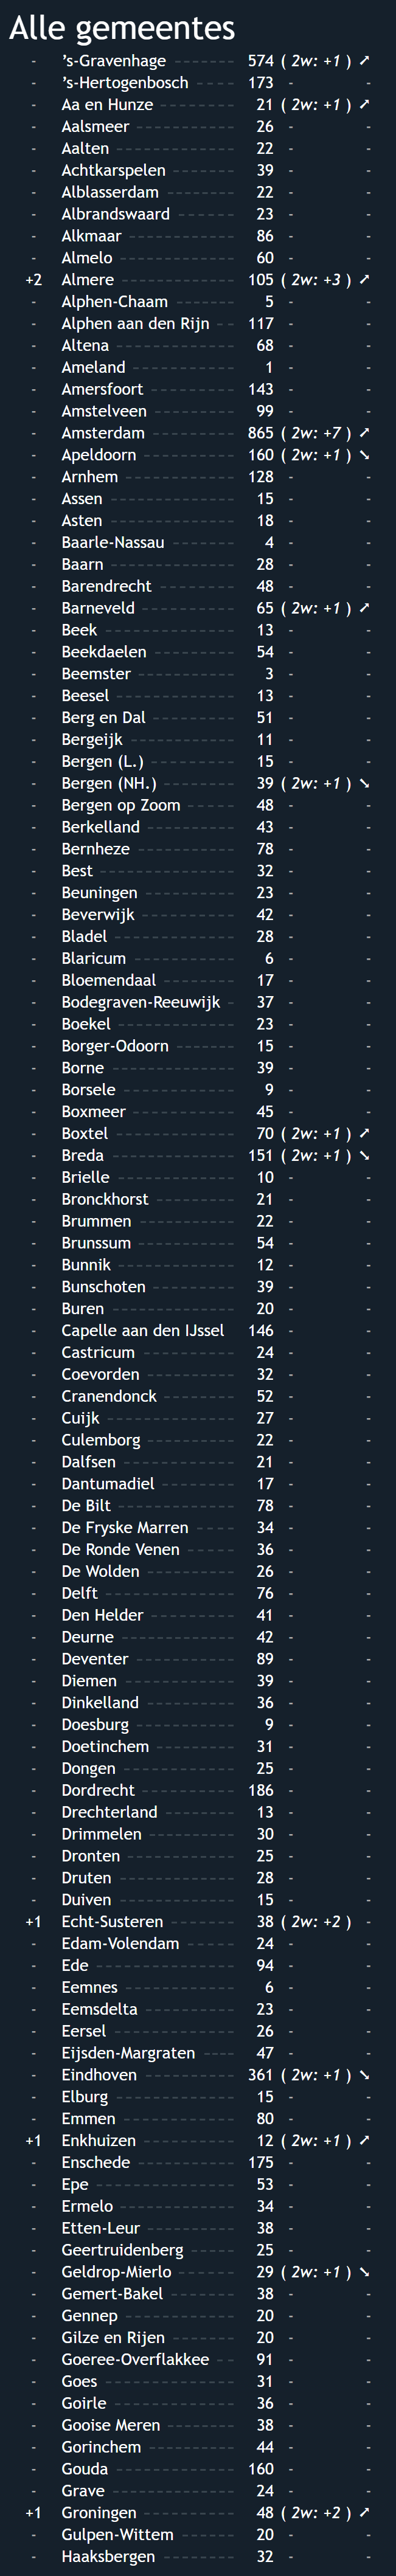 Alle gemeentes
- ’s-Gravenhage ------- 574 ( 2w: +1 ) ➚
- ’s-Hertogenbosch ----- 173 - -
- Aa en Hunze -------- 21 ( 2w: +1 ) ➚
- Aalsmeer ---------- 26 - -
- Aalten ------------ 22 - -
- Achtkarspelen ------- 39 - -
- Alblasserdam -------- 22 - -
- Albrandswaard ------- 23 - -
- Alkmaar ----------- 86 - -
- Almelo ------------ 60 - -
+2 Almere ------------ 105 ( 2w: +3 ) ➚
- Alphen-Chaam ------- 5 - -
- Alphen aan den Rijn -- 117 - -
- Altena ------------ 68 - -
- Ameland ----------- 1 - -
- Amersfoort --------- 143 - -
- Amstelveen --------- 99 - -
- Amsterdam --------- 865 ( 2w: +7 ) ➚
- Apeldoorn ---------- 160 ( 2w: +1 ) ➘
- Arnhem ------------ 128 - -
- Assen ------------- 15 - -
- Asten ------------- 18 - -
- Baarle-Nassau ------- 4 - -
- Baarn ------------- 28 - -
- Barendrecht -------- 48 - -
- Barneveld ---------- 65 ( 2w: +1 ) ➚
- Beek -------------- 13 - -
- Beekdaelen --------- 54 - -
- Beemster ---------- 3 - -
- Beesel ------------ 13 - -
- Berg en Dal --------- 51 - -
- Bergeijk ----------- 11 - -
- Bergen (L.) --------- 15 - -
- Bergen (NH.) -------- 39 ( 2w: +1 ) ➘
- Bergen op Zoom ----- 48 - -
- Berkelland ---------- 43 - -
- Bernheze ----------- 78 - -
- Best -------------- 32 - -
- Beuningen ---------- 23 - -
- Beverwijk ---------- 42 - -
- Bladel ------------ 28 - -
- Blaricum ----------- 6 - -
- Bloemendaal -------- 17 - -
- Bodegraven-Reeuwijk - 37 - -
- Boekel ------------ 23 - -
- Borger-Odoorn ------- 15 - -
- Borne ------------- 39 - -
- Borsele ------------ 9 - -
- Boxmeer ----------- 45 - -
- Boxtel ------------ 70 ( 2w: +1 ) ➚
- Breda ------------- 151 ( 2w: +1 ) ➘
- Brielle ------------ 10 - -
- Bronckhorst --------- 21 - -
- Brummen ---------- 22 - -
- Brunssum ---------- 54 - -
- Bunnik ------------ 12 - -
- Bunschoten --------- 39 - -
- Buren ------------- 20 - -
- Capelle aan den IJssel 146 - -
- Castricum ---------- 24 - -
- Coevorden ---------- 32 - -
- Cranendonck -------- 52 - -
- Cuijk ------------- 27 - -
- Culemborg ---------- 22 - -
- Dalfsen ------------ 21 - -
- Dantumadiel -------- 17 - -
- De Bilt ------------ 78 - -
- De Fryske Marren ---- 34 - -
- De Ronde Venen ----- 36 - -
- De Wolden ---------- 26 - -
- Delft ------------- 76 - -
- Den Helder --------- 41 - -
- Deurne ------------ 42 - -
- Deventer ----------- 89 - -
- Diemen ------------ 39 - -
- Dinkelland ---------- 36 - -
- Doesburg ----------- 9 - -
- Doetinchem --------- 31 - -
- Dongen ------------ 25 - -
- Dordrecht ---------- 186 - -
- Drechterland -------- 13 - -
- Drimmelen --------- 30 - -
- Dronten ----------- 25 - -
- Druten ------------ 28 - -
- Duiven ------------ 15 - -
+1 Echt-Susteren ------- 38 ( 2w: +2 ) -
- Edam-Volendam ------ 24 - -
- Ede -------------- 94 - -
- Eemnes ------------ 6 - -
- Eemsdelta ---------- 23 - -
- Eersel ------------ 26 - -
- Eijsden-Margraten ---- 47 - -
- Eindhoven ---------- 361 ( 2w: +1 ) ➘
- Elburg ------------ 15 - -
- Emmen ------------ 80 - -
+1 Enkhuizen ---------- 12 ( 2w: +1 ) ➚
- Enschede ----------- 175 - -
- Epe -------------- 53 - -
- Ermelo ------------ 34 - -
- Etten-Leur ---------- 38 - -
- Geertruidenberg ----- 25 - -
- Geldrop-Mierlo ------- 29 ( 2w: +1 ) ➘
- Gemert-Bakel -------- 38 - -
- Gennep ------------ 20 - -
- Gilze en Rijen ------- 20 - -
- Goeree-Overflakkee -- 91 - -
- Goes -------------- 31 - -
- Goirle ------------ 36 - -
- Gooise Meren -------- 38 - -
- Gorinchem ---------- 44 - -
- Gouda ------------- 160 - -
- Grave ------------- 24 - -
+1 Groningen ---------- 48 ( 2w: +2 ) ➚
- Gulpen-Wittem ------ 20 - -
- Haaksbergen -------- 32 - -